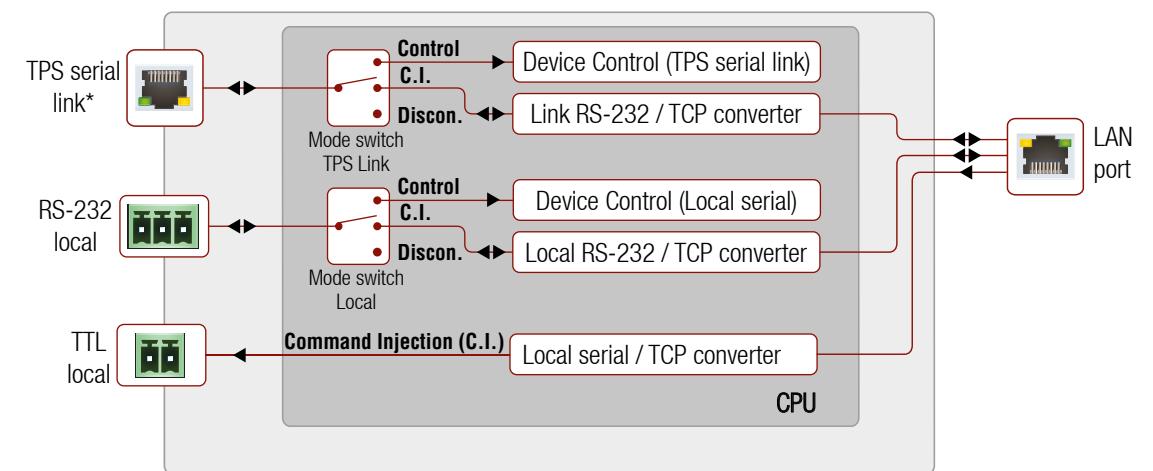 TPS serial
link*
Control
C.I.
Discon.
Mode switch
TPS Link
Device Control (TPS serial link)
Link RS-232 / TCP converter
LAN
port
RS-232
local
Control
C.I.
Discon.
Mode switch
Local
Device Control (Local serial)
Local RS-232 / TCP converter
TTL
local
Command Injection (C.I.)
Local serial / TCP converter
CPU